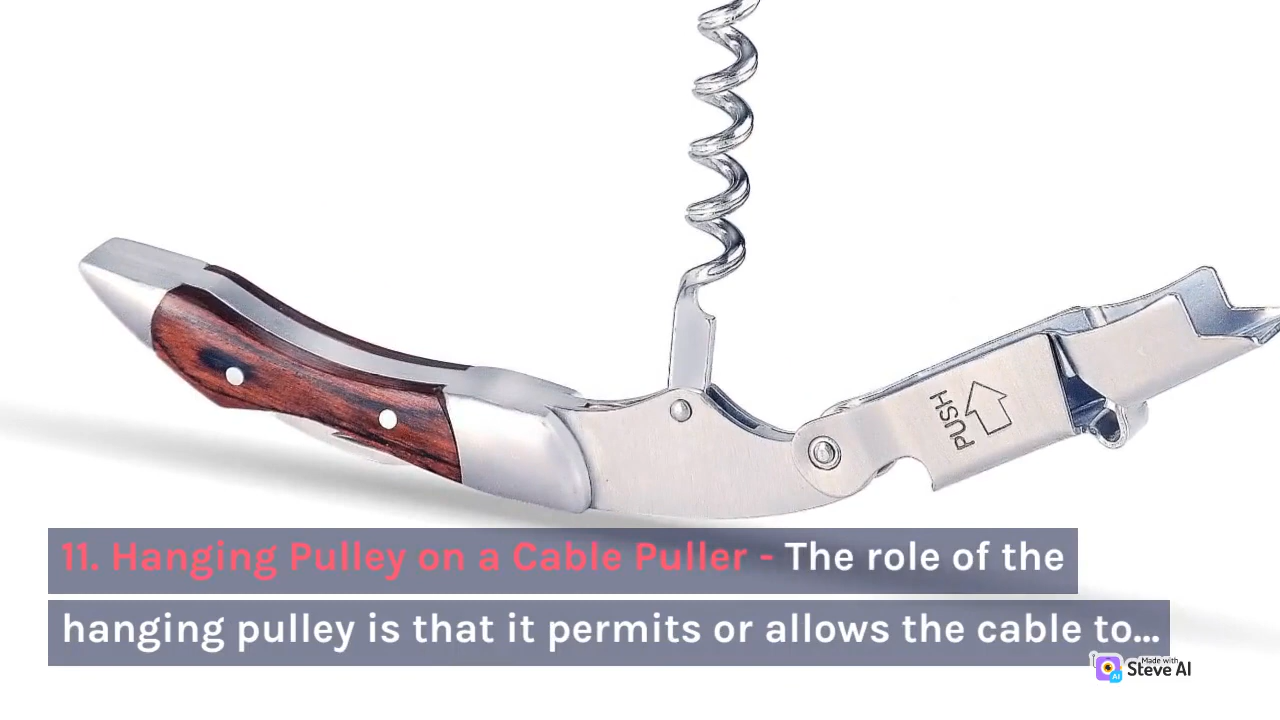 PUSH
11. Hanging Pulley on a Cable Puller - The role of the
hanging pulley is that it permits or allows the cable to...
Made with
Steve AI
AI